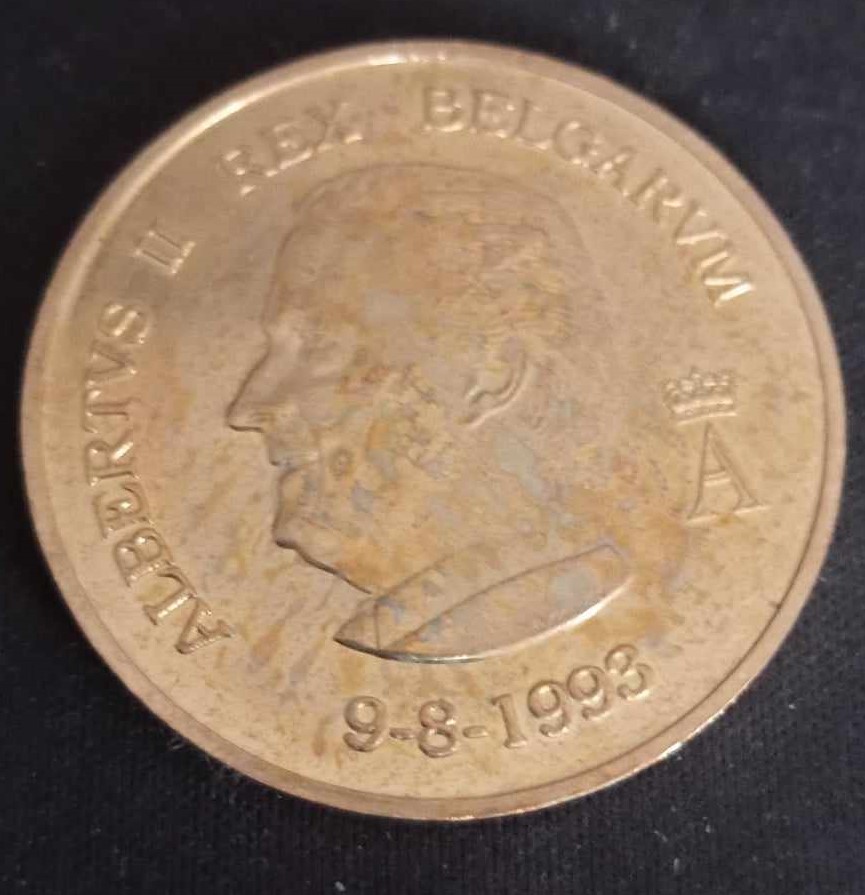 ALBERTVS II REX BELGARVM
A
9-8-1993